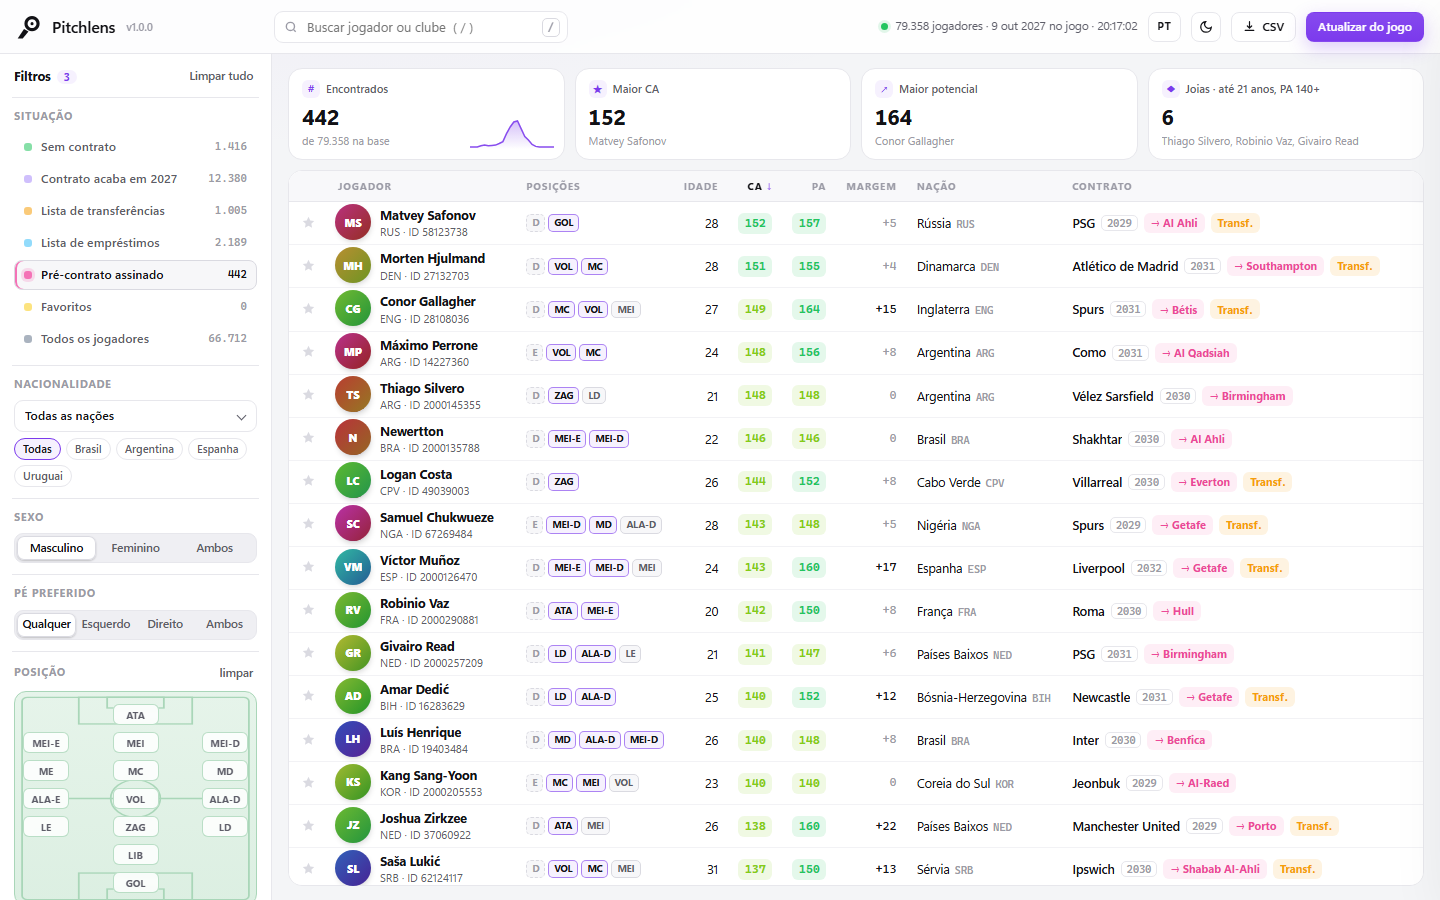 Pitchlens v1.0.0
Buscar jogador ou clube ( / ) /
79.358 jogadores · 9 out 2027 no jogo · 20:17:02
PT
CSV
Atualizar do jogo
Filtros 3 Limpar tudo
SITUAÇÃO
Sem contrato 1.416
Contrato acaba em 2027 12.380
Lista de transferências 1.005
Lista de empréstimos 2.189
Pré-contrato assinado 442
Favoritos 0
Todos os jogadores 66.712
NACIONALIDADE
Todas as nações
Todas Brasil Argentina Espanha
Uruguai
SEXO
Masculino Feminino Ambos
PÉ PREFERIDO
Qualquer Esquerdo Direito Ambos
POSIÇÃO limpar
ATA
MEI-E MEI MEI-D
ME MC MD
ALA-E VOL ALA-D
LE ZAG LD
LIB
GOL
# Encontrados
442
de 79.358 na base
Maior CA
152
Matvey Safonov
Maior potencial
164
Conor Gallagher
Joias · até 21 anos, PA 140+
6
Thiago Silvero, Robinio Vaz, Givairo Read
JOGADOR POSIÇÕES IDADE CA ↓ PA MARGEM NAÇÃO CONTRATO
MS Matvey Safonov D GOL 28 152 157 +5 Rússia RUS PSG 2029 → Al Ahli Transf.
RUS · ID 58123738
MH Morten Hjulmand D VOL MC 28 151 155 +4 Dinamarca DEN Atlético de Madrid 2031 → Southampton Transf.
DEN · ID 27132703
CG Conor Gallagher D MC VOL MEI 27 149 164 +15 Inglaterra ENG Spurs 2031 → Bétis Transf.
ENG · ID 28108036
MP Máximo Perrone E VOL MC 24 148 156 +8 Argentina ARG Como 2031 → Al Qadsiah
ARG · ID 14227360
TS Thiago Silvero D ZAG LD 21 148 148 0 Argentina ARG Vélez Sarsfield 2030 → Birmingham
ARG · ID 2000145355
N Newertton D MEI-E MEI-D 22 146 146 0 Brasil BRA Shakhtar 2030 → Al Ahli
BRA · ID 2000135788
LC Logan Costa D ZAG 26 144 152 +8 Cabo Verde CPV Villarreal 2030 → Everton Transf.
CPV · ID 49039003
SC Samuel Chukwueze E MEI-D MD ALA-D 28 143 148 +5 Nigéria NGA Spurs 2029 → Getafe Transf.
NGA · ID 67269484
VM Víctor Muñoz D MEI-E MEI-D MEI 24 143 160 +17 Espanha ESP Liverpool 2032 → Getafe Transf.
ESP · ID 2000126470
RV Robinio Vaz D ATA MEI-E 20 142 150 +8 França FRA Roma 2030 → Hull
FRA · ID 2000290881
GR Givairo Read D LD ALA-D LE 21 141 147 +6 Países Baixos NED PSG 2031 → Birmingham
NED · ID 2000257209
AD Amar Dedić D LD ALA-D 25 140 152 +12 Bósnia-Herzegovina BIH Newcastle 2031 → Getafe Transf.
BIH · ID 16283629
LH Luís Henrique D MD ALA-D MEI-D 26 140 148 +8 Brasil BRA Inter 2030 → Benfica
BRA · ID 19403484
KS Kang Sang-Yoon E MC MEI VOL 23 140 140 0 Coreia do Sul KOR Jeonbuk 2029 → Al-Raed
KOR · ID 2000205553
JZ Joshua Zirkzee D ATA MEI 26 138 160 +22 Países Baixos NED Manchester United 2029 → Porto Transf.
NED · ID 37060922
SL Saša Lukić D VOL MC MEI 31 137 150 +13 Sérvia SRB Ipswich 2030 → Shabab Al-Ahli Transf.
SRB · ID 62124117